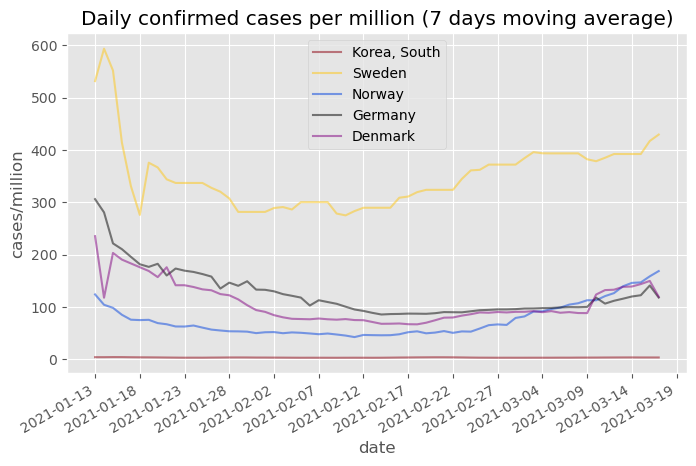 Daily confirmed cases per million (7 days moving average)
600
500
400
300
200
100
0
cases/million
Korea, South
Sweden
Norway
Germany
Denmark
2021-01-13
2021-01-18
2021-01-23
2021-01-28
2021-02-02
2021-02-07
2021-02-12
2021-02-17
2021-02-22
2021-02-27
2021-03-04
2021-03-09
2021-03-14
2021-03-19
date